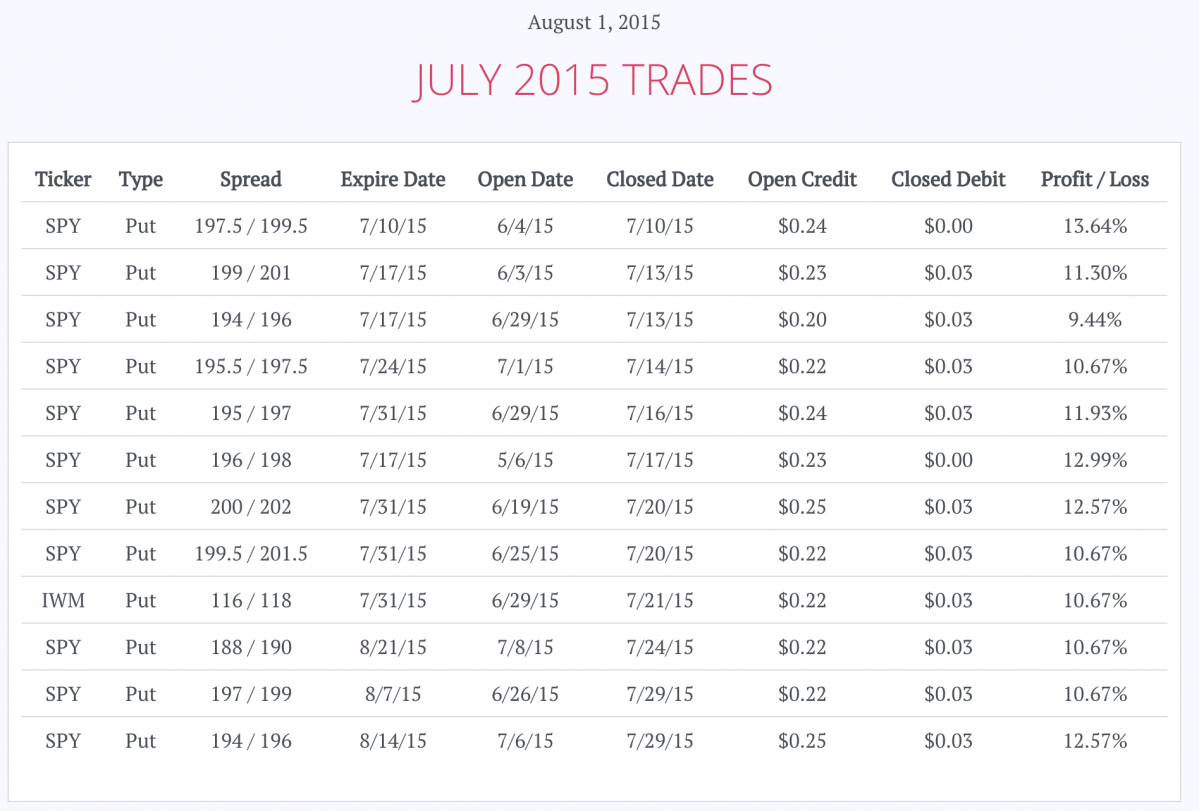 August 1, 2015
JULY 2015 TRADES
Ticker Type Spread Expire Date Open Date Closed Date Open Credit Closed Debit Profit / Loss
SPY Put 197.5 / 199.5 7/10/15 6/4/15 7/10/15 $0.24 $0.00 13.64%
SPY Put 199 / 201 7/17/15 6/3/15 7/13/15 $0.23 $0.03 11.30%
SPY Put 194 / 196 7/17/15 6/29/15 7/13/15 $0.20 $0.03 9.44%
SPY Put 195.5 / 197.5 7/24/15 7/1/15 7/14/15 $0.22 $0.03 10.67%
SPY Put 195 / 197 7/31/15 6/29/15 7/16/15 $0.24 $0.03 11.93%
SPY Put 196 / 198 7/17/15 5/6/15 7/17/15 $0.23 $0.00 12.99%
SPY Put 200 / 202 7/31/15 6/19/15 7/20/15 $0.25 $0.03 12.57%
SPY Put 199.5 / 201.5 7/31/15 6/25/15 7/20/15 $0.22 $0.03 10.67%
IWM Put 116 / 118 7/31/15 6/29/15 7/21/15 $0.22 $0.03 10.67%
SPY Put 188 / 190 8/21/15 7/8/15 7/24/15 $0.22 $0.03 10.67%
SPY Put 197 / 199 8/7/15 6/26/15 7/29/15 $0.22 $0.03 10.67%
SPY Put 194 / 196 8/14/15 7/6/15 7/29/15 $0.25 $0.03 12.57%